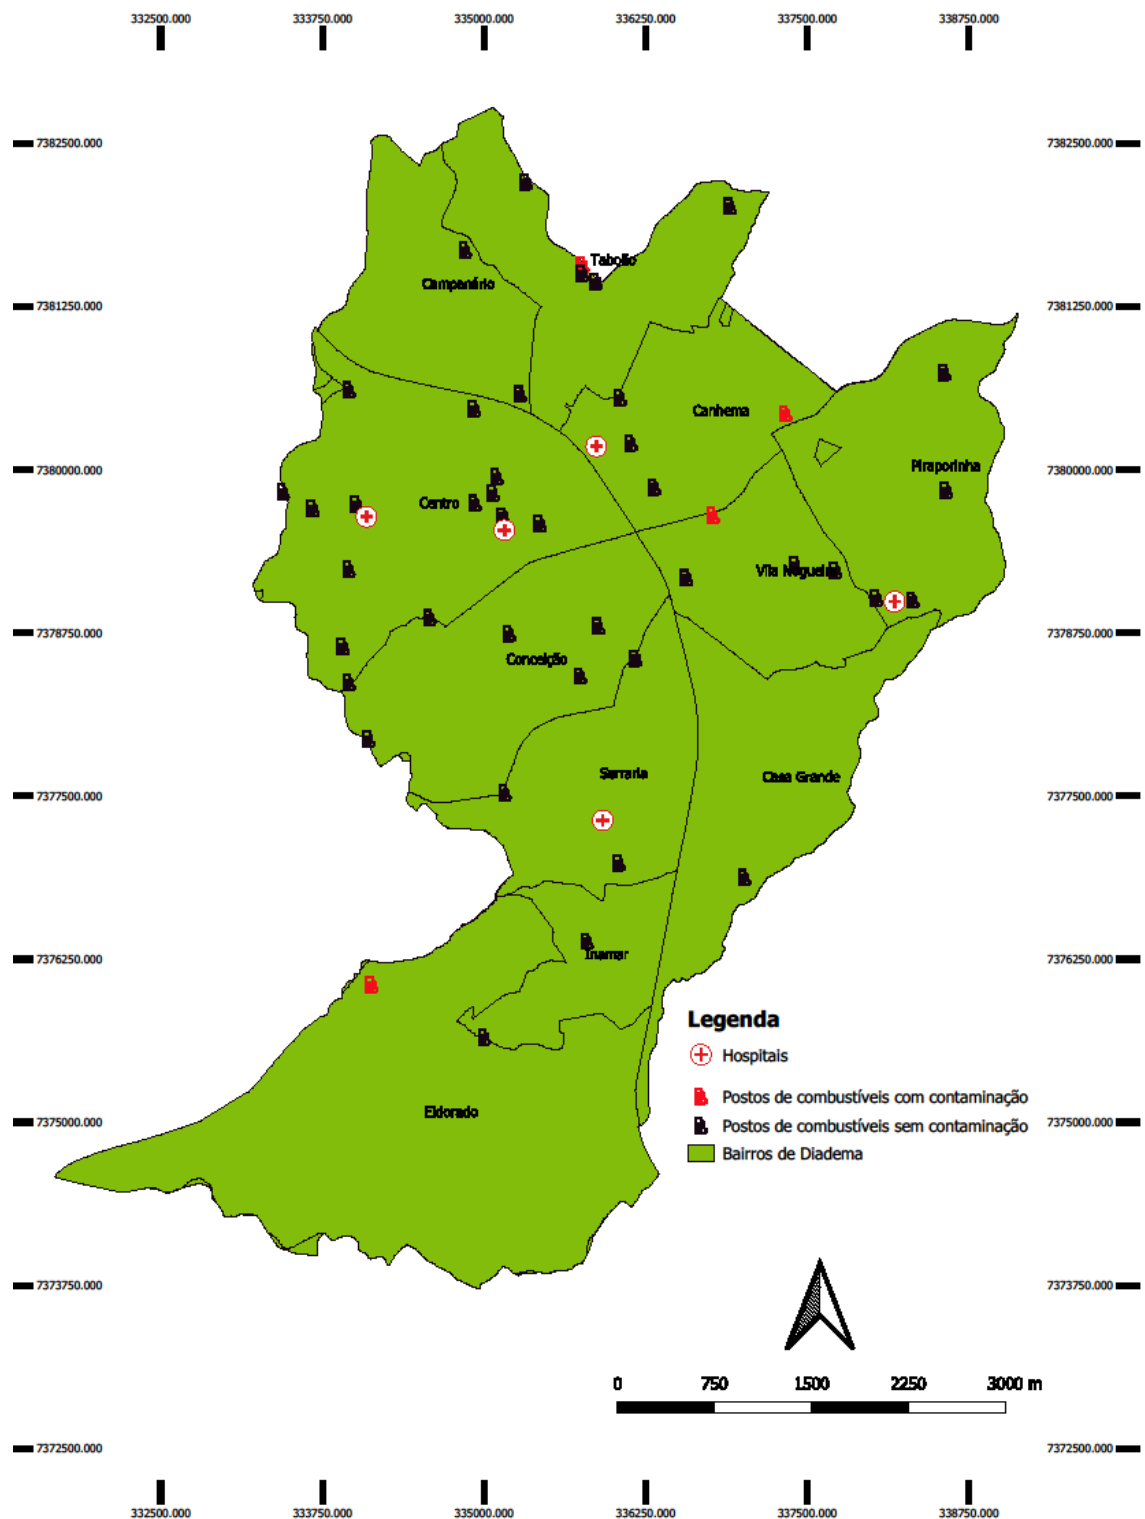 332500.000 333750.000 335000.000 336250.000 337500.000 338750.000
7382500.000 7382500.000
Taboão
Campanário
7381250.000 7381250.000
Canhema
Piraporinha
7380000.000 7380000.000
Centro
Vila Nogueira
7378750.000 7378750.000
Conceição
Serraria
Casa Grande
7377500.000 7377500.000
Inamar
7376250.000 7376250.000
Legenda
Hospitais
Postos de combustíveis com contaminação
Eldorado
7375000.000 7375000.000
Postos de combustíveis sem contaminação
Bairros de Diadema
7373750.000 7373750.000
0 750 1500 2250 3000 m
7372500.000 7372500.000
332500.000 333750.000 335000.000 336250.000 337500.000 338750.000